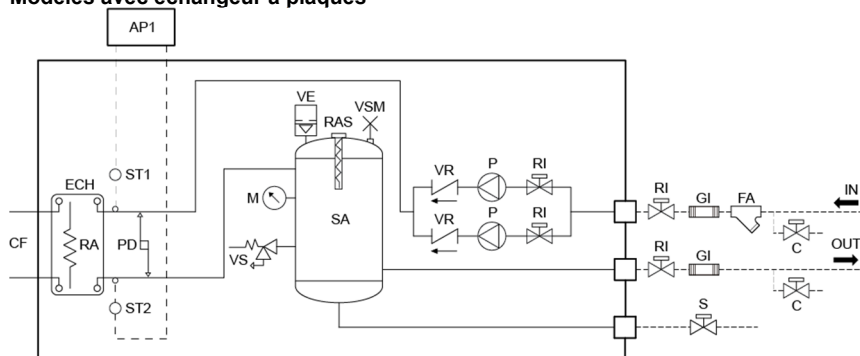 Modèles avec échangeur à plaques
AP1
VE
VSM
RAS
ST1
ECH
M
SA
VR
P
RI
VR
P
RI
RI
GI
FA
IN
C
CF
RA
PD
VS
RI
GI
OUT
C
ST2
S